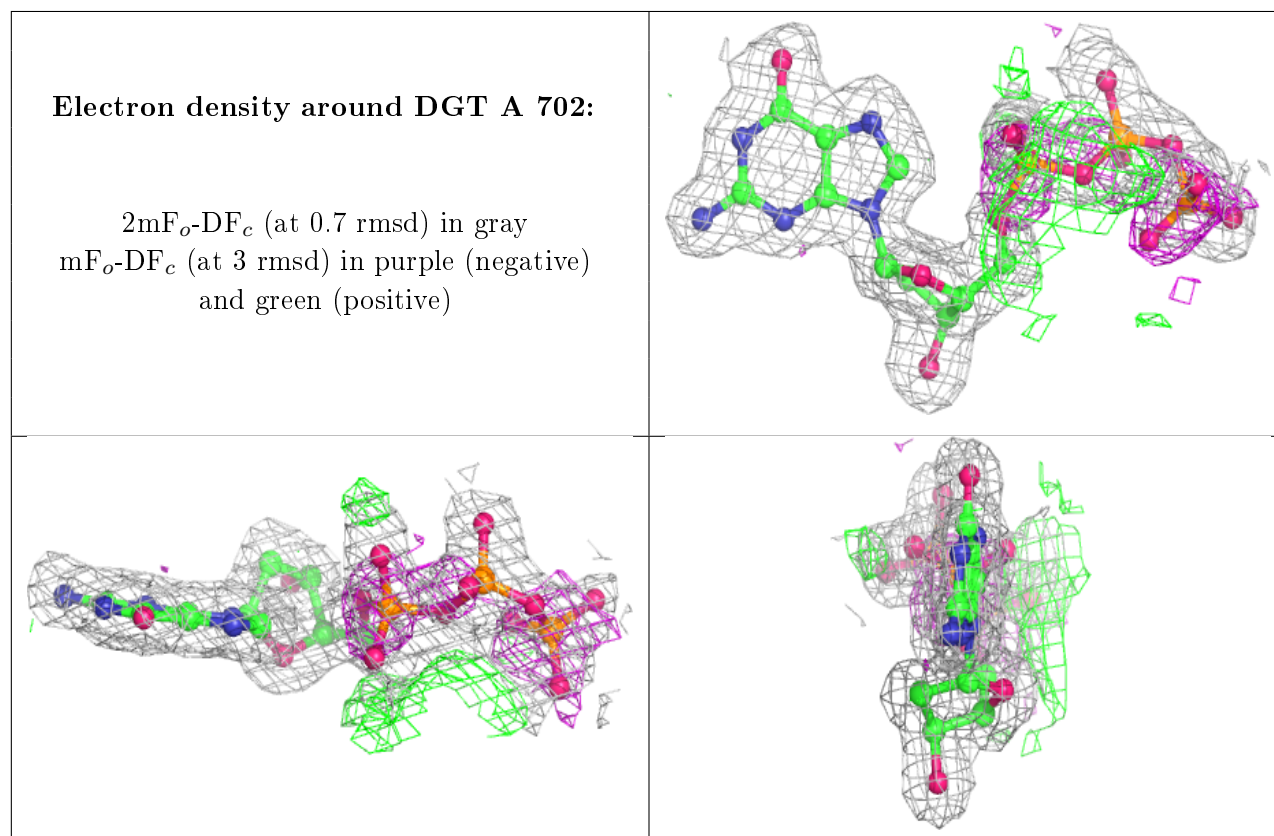 Electron density around DGT A 702:
2mFo-DFc (at 0.7 rmsd) in gray
mFo-DFc (at 3 rmsd) in purple (negative)
and green (positive)